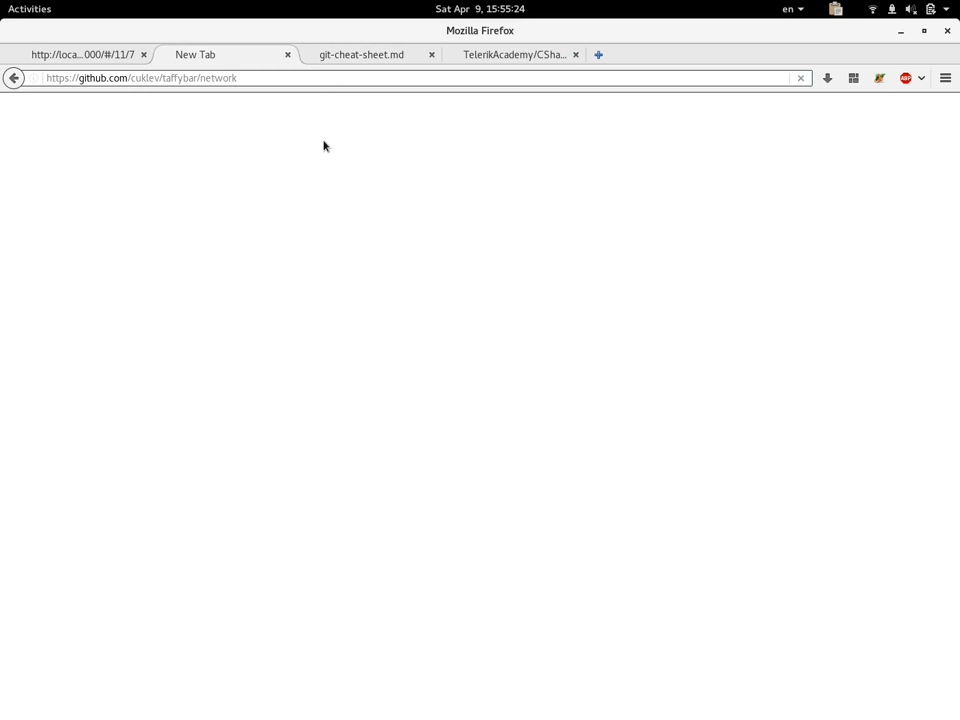 Activities
Sat Apr 9, 15:55:24
en
Mozilla Firefox
http://loca...000/#/11/7
New Tab
git-cheat-sheet.md
TelerikAcademy/CSha...
https://github.com/cuklev/taffybar/network
ABP